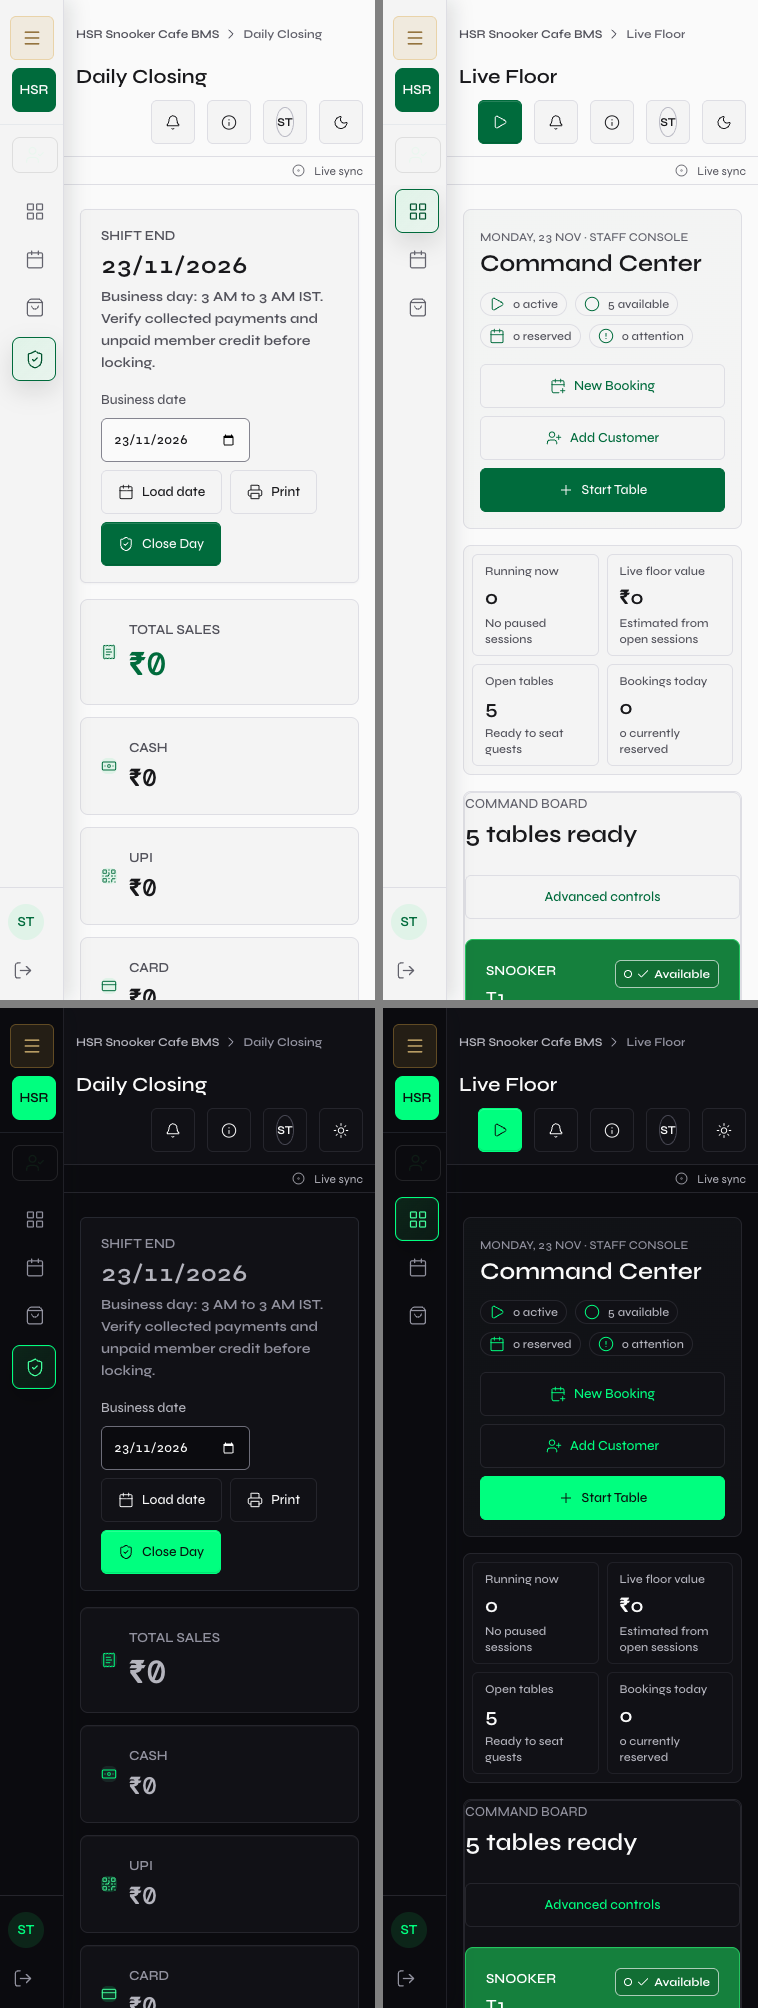 HSR Snooker Cafe BMS > Daily Closing
HSR
Daily Closing
ST
Live sync
SHIFT END
23/11/2026
Business day: 3 AM to 3 AM IST.
Verify collected payments and
unpaid member credit before
locking.
Business date
23/11/2026
Load date
Print
Close Day
TOTAL SALES
₹0
CASH
₹0
UPI
₹0
CARD
₹0
ST
HSR Snooker Cafe BMS > Live Floor
HSR
Live Floor
ST
Live sync
MONDAY, 23 NOV · STAFF CONSOLE
Command Center
0 active
5 available
0 reserved
0 attention
New Booking
Add Customer
Start Table
Running now
0
No paused
sessions
Live floor value
₹0
Estimated from
open sessions
Open tables
5
Ready to seat
guests
Bookings today
0
0 currently
reserved
COMMAND BOARD
5 tables ready
Advanced controls
SNOOKER
Available
T1
ST
HSR Snooker Cafe BMS > Daily Closing
HSR
Daily Closing
ST
Live sync
SHIFT END
23/11/2026
Business day: 3 AM to 3 AM IST.
Verify collected payments and
unpaid member credit before
locking.
Business date
23/11/2026
Load date
Print
Close Day
TOTAL SALES
₹0
CASH
₹0
UPI
₹0
CARD
₹0
ST
HSR Snooker Cafe BMS > Live Floor
HSR
Live Floor
ST
Live sync
MONDAY, 23 NOV · STAFF CONSOLE
Command Center
0 active
5 available
0 reserved
0 attention
New Booking
Add Customer
Start Table
Running now
0
No paused
sessions
Live floor value
₹0
Estimated from
open sessions
Open tables
5
Ready to seat
guests
Bookings today
0
0 currently
reserved
COMMAND BOARD
5 tables ready
Advanced controls
SNOOKER
Available
T1
ST